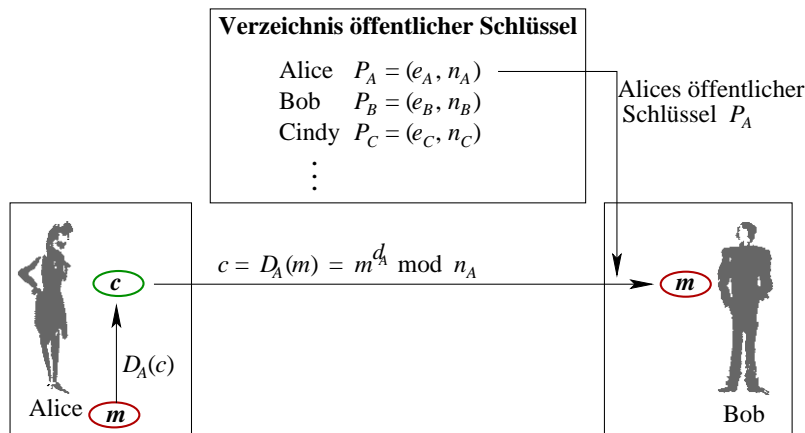 Verzeichnis öffentlicher Schlüssel
Alice P_A = (e_A, n_A)
Bob P_B = (e_B, n_B)
Cindy P_C = (e_C, n_C)
⋮
Alices öffentlicher
Schlüssel P_A
c = D_A(m) = m^{d_A} mod n_A
c
m
D_A(c)
Alice
m
Bob